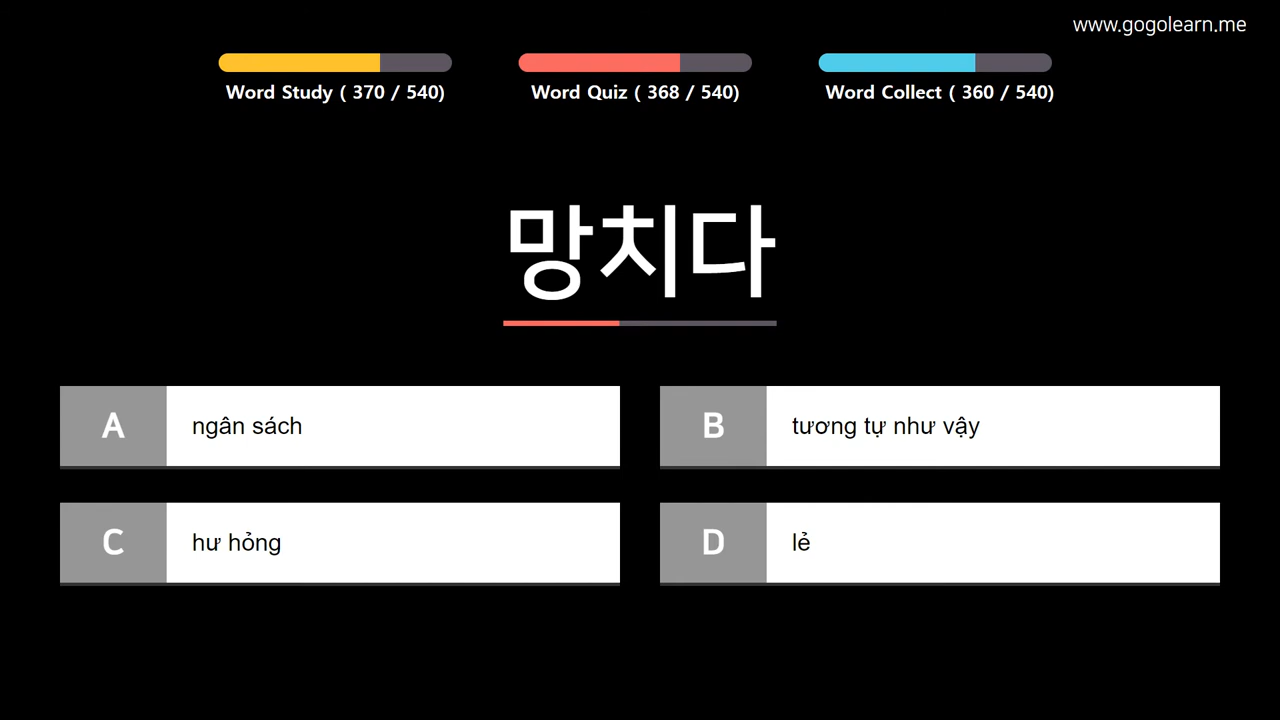 www.gogolearn.me
Word Study ( 370 / 540)
Word Quiz ( 368 / 540)
Word Collect ( 360 / 540)
망치다
A
ngân sách
B
tương tự như vậy
C
hư hỏng
D
lẻ